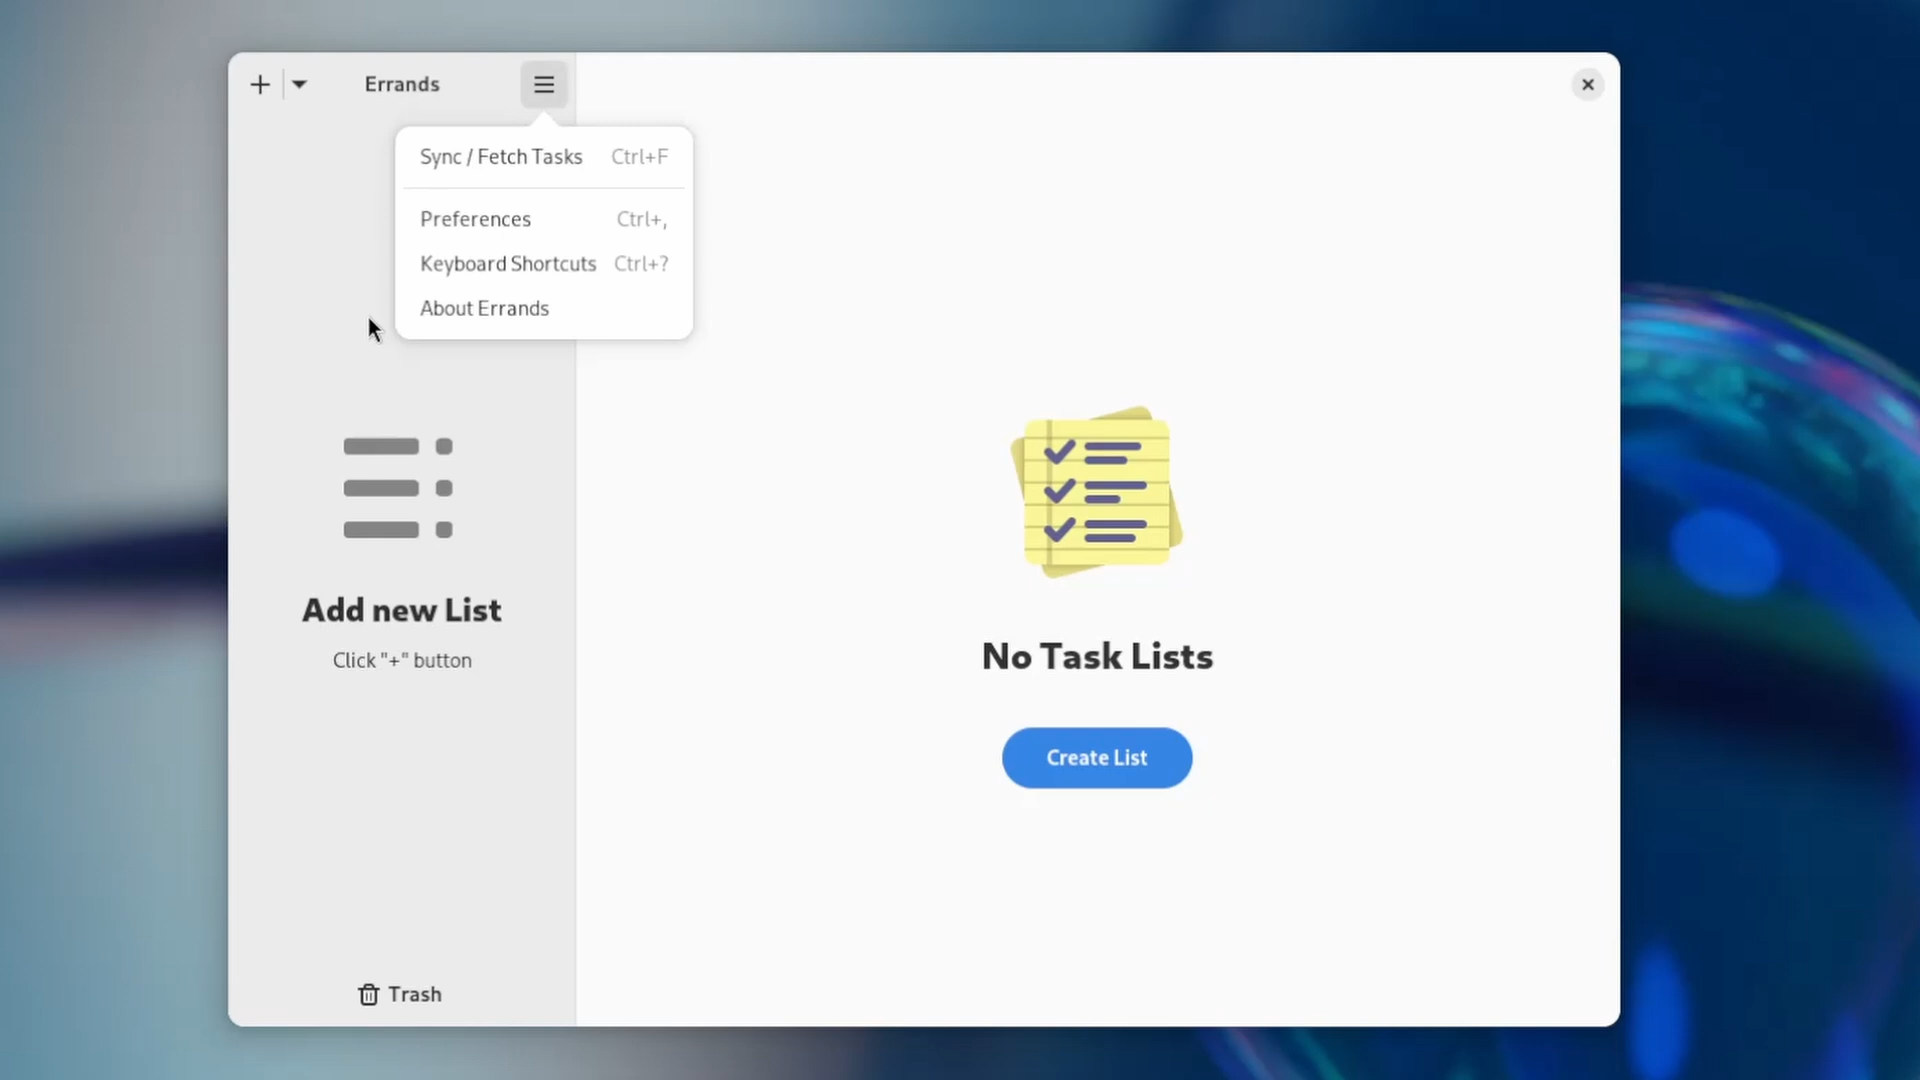 Errands
Sync / Fetch Tasks Ctrl+F
Preferences Ctrl+,
Keyboard Shortcuts Ctrl+?
About Errands
Add new List
Click "+" button
No Task Lists
Create List
Trash